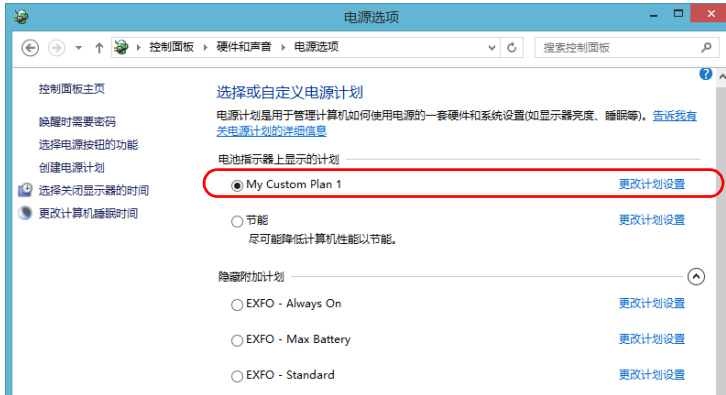 电源选项
控制面板 硬件和声音 电源选项
搜索控制面板
控制面板主页
唤醒时需要密码
选择电源按钮的功能
创建电源计划
选择关闭显示器的时间
更改计算机睡眠时间
选择或自定义电源计划
电源计划是用于管理计算机如何使用电源的一套硬件和系统设置(如显示器亮度、睡眠等)。告诉我有
关电源计划的详细信息
电池指示器上显示的计划
My Custom Plan 1 更改计划设置
节能 更改计划设置
尽可能降低计算机性能以节能。
隐藏附加计划
EXFO - Always On 更改计划设置
EXFO - Max Battery 更改计划设置
EXFO - Standard 更改计划设置